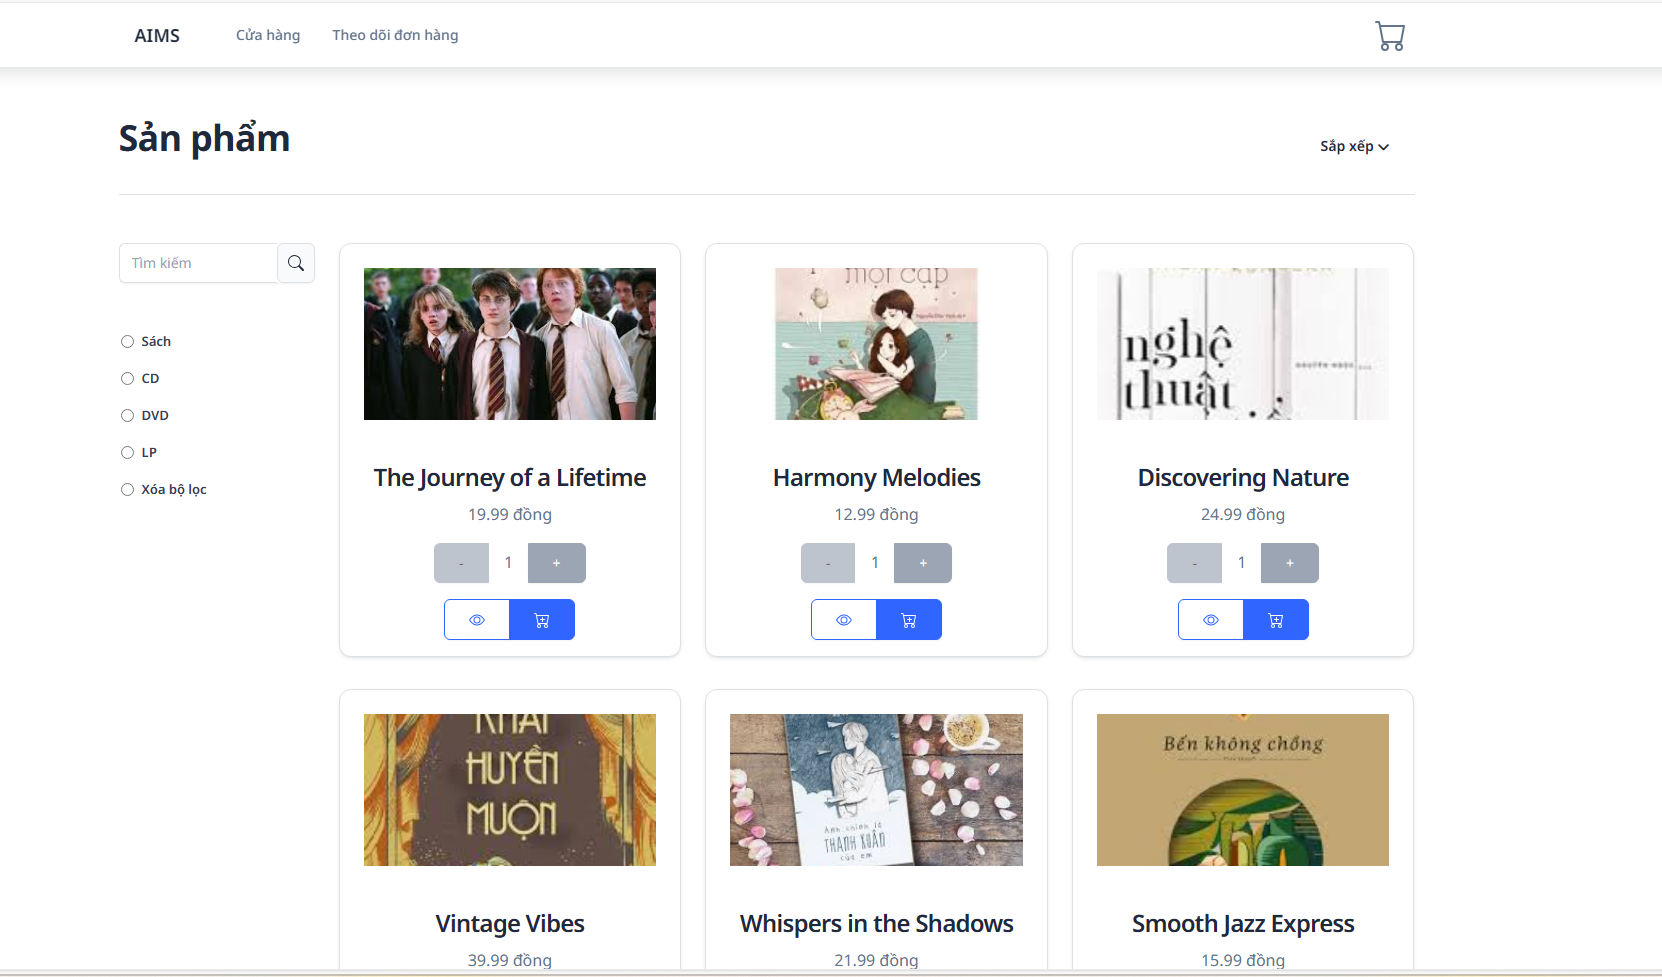 AIMS
Cửa hàng
Theo dõi đơn hàng
Sản phẩm
Sắp xếp
Tìm kiếm
Sách
CD
DVD
LP
Xóa bộ lọc
The Journey of a Lifetime
19.99 đồng
- 1 +
một cặp
Harmony Melodies
12.99 đồng
- 1 +
nghệ
thuật
Discovering Nature
24.99 đồng
- 1 +
KHẢI
HUYỀN
MUỘN
Vintage Vibes
39.99 đồng
Anh chính là
THANH XUÂN
của em
Whispers in the Shadows
21.99 đồng
Bến không chồng
Smooth Jazz Express
15.99 đồng